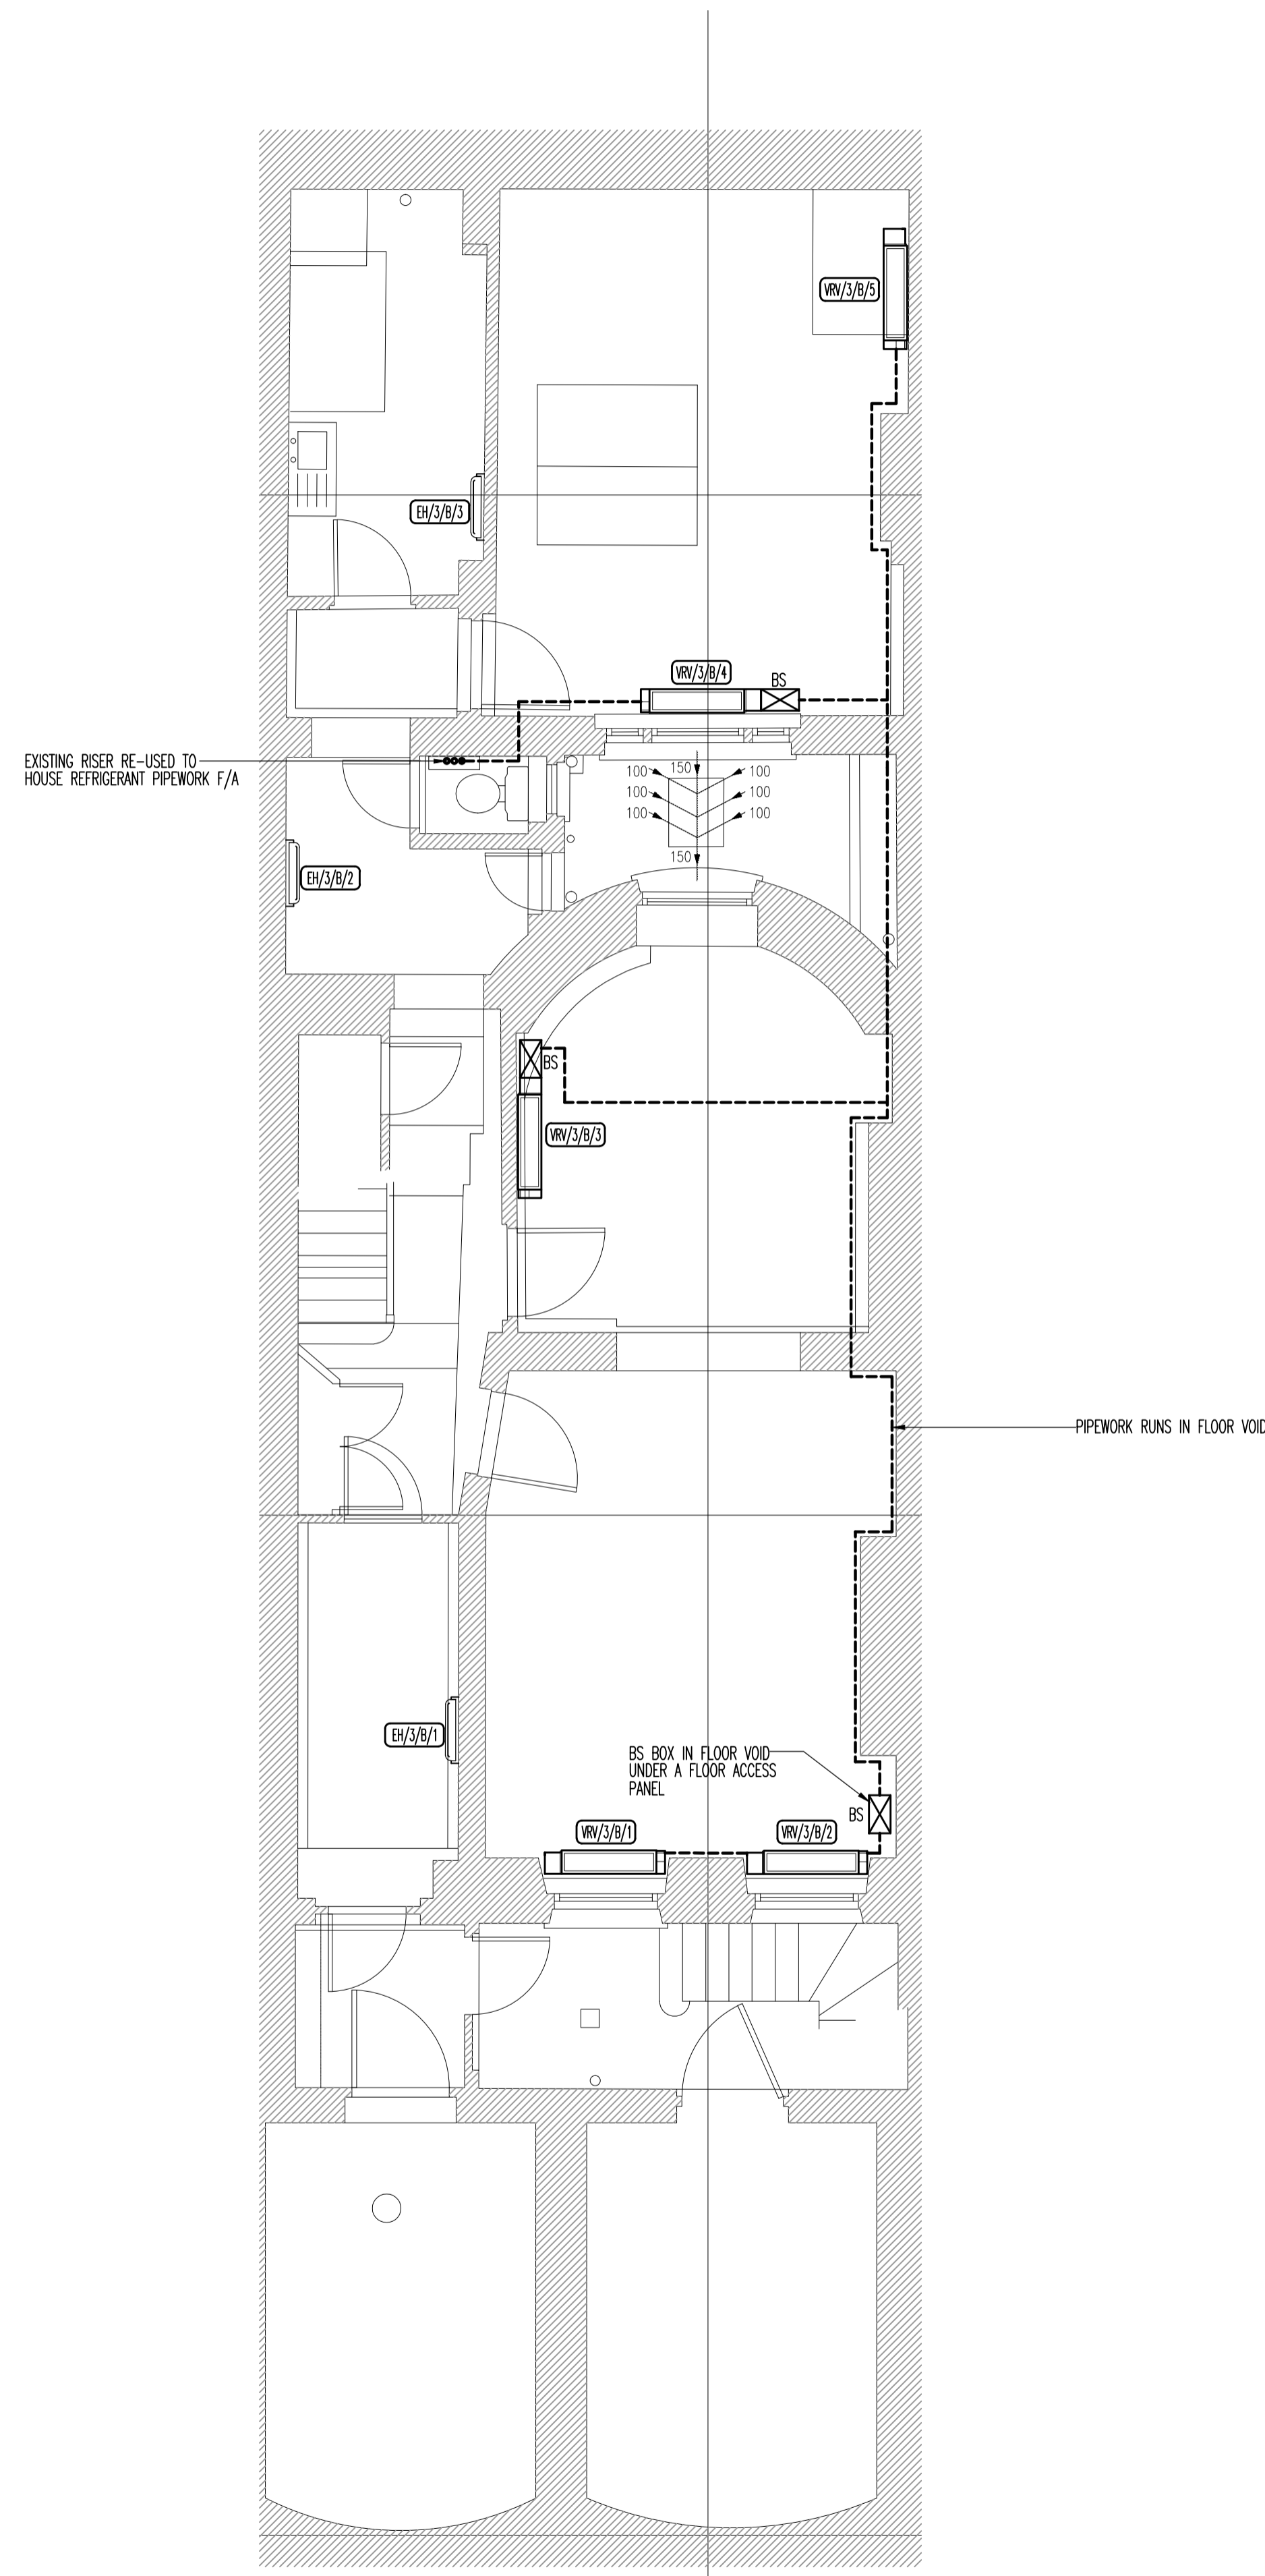 VRV/3/B/5
EH/3/B/3
VRV/3/B/4
BS
EXISTING RISER RE-USED TO
HOUSE REFRIGERANT PIPEWORK F/A
100
150
100
100
100
100
100
150
EH/3/B/2
BS
VRV/3/B/3
PIPEWORK RUNS IN FLOOR VOID
EH/3/B/1
BS BOX IN FLOOR VOID
UNDER A FLOOR ACCESS
PANEL
BS
VRV/3/B/1
VRV/3/B/2